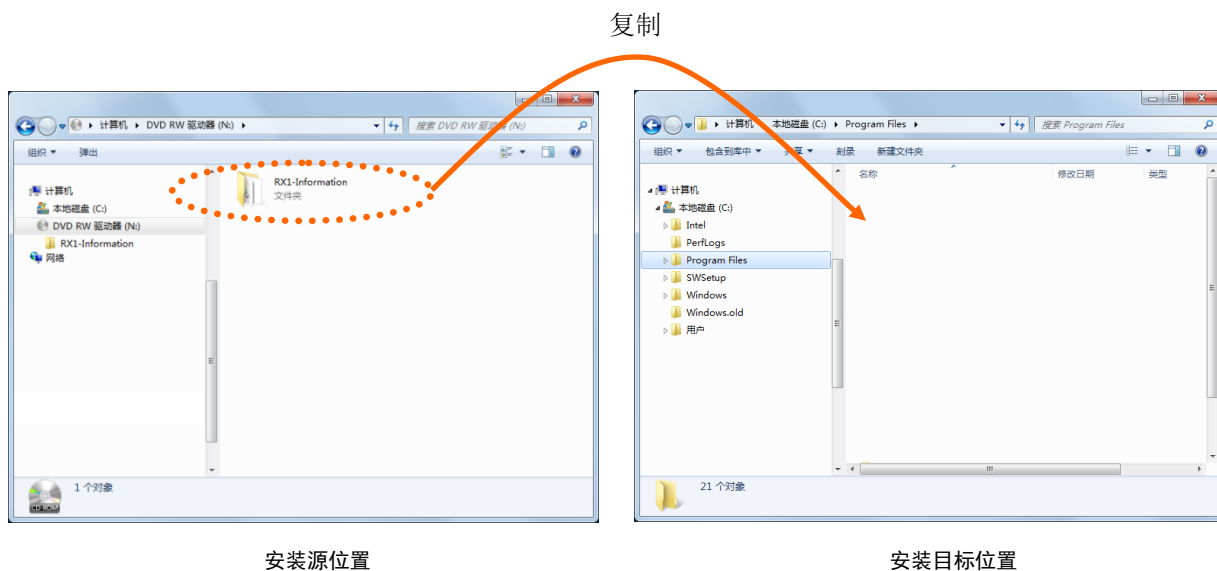 复制
计算机 DVD RW 驱动器 (N:)
搜索 DVD RW 驱动器 (N:)
组织 弹出
计算机
本地磁盘 (C:)
DVD RW 驱动器 (N:)
RX1-Information
网络
RX1-Information
文件夹
1 个对象
CD-ROM
安装源位置
计算机 本地磁盘 (C:) Program Files
搜索 Program Files
组织 包含到库中 共享 刻录 新建文件夹
计算机
本地磁盘 (C:)
Intel
PerfLogs
Program Files
SWSetup
Windows
Windows.old
用户
名称 修改日期 类型
21 个对象
安装目标位置